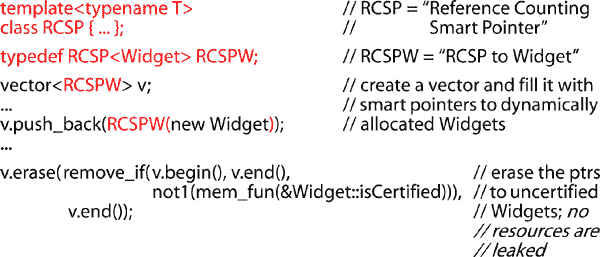 template<typename T> // RCSP = “Reference Counting
class RCSP { ... }; // Smart Pointer”
typedef RCSP<Widget> RCSPW; // RCSPW = “RCSP to Widget”
vector<RCSPW> v; // create a vector and fill it with
... // smart pointers to dynamically
v.push_back(RCSPW(new Widget)); // allocated Widgets
...
v.erase(remove_if(v.begin(), v.end(), // erase the ptrs
not1(mem_fun(&Widget::isCertified))), // to uncertified
v.end()); // Widgets; no
// resources are
// leaked